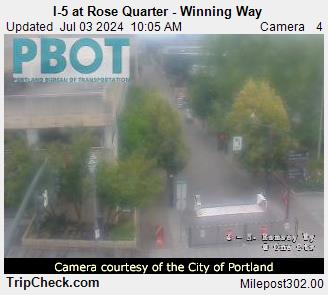 I-5 at Rose Quarter - Winning Way
Updated Jul 03 2024 10:05 AM Camera 4
PBOT
PORTLAND BUREAU OF TRANSPORTATION
Camera courtesy of the City of Portland
TripCheck.com Milepost302.00